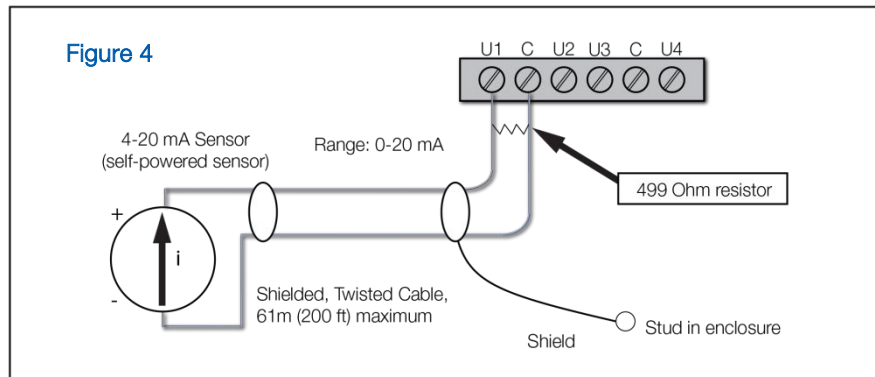 Figure 4
U1 C U2 U3 C U4
4-20 mA Sensor
(self-powered sensor)
Range: 0-20 mA
499 Ohm resistor
+
i
-
Shielded, Twisted Cable,
61m (200 ft) maximum
Shield
Stud in enclosure